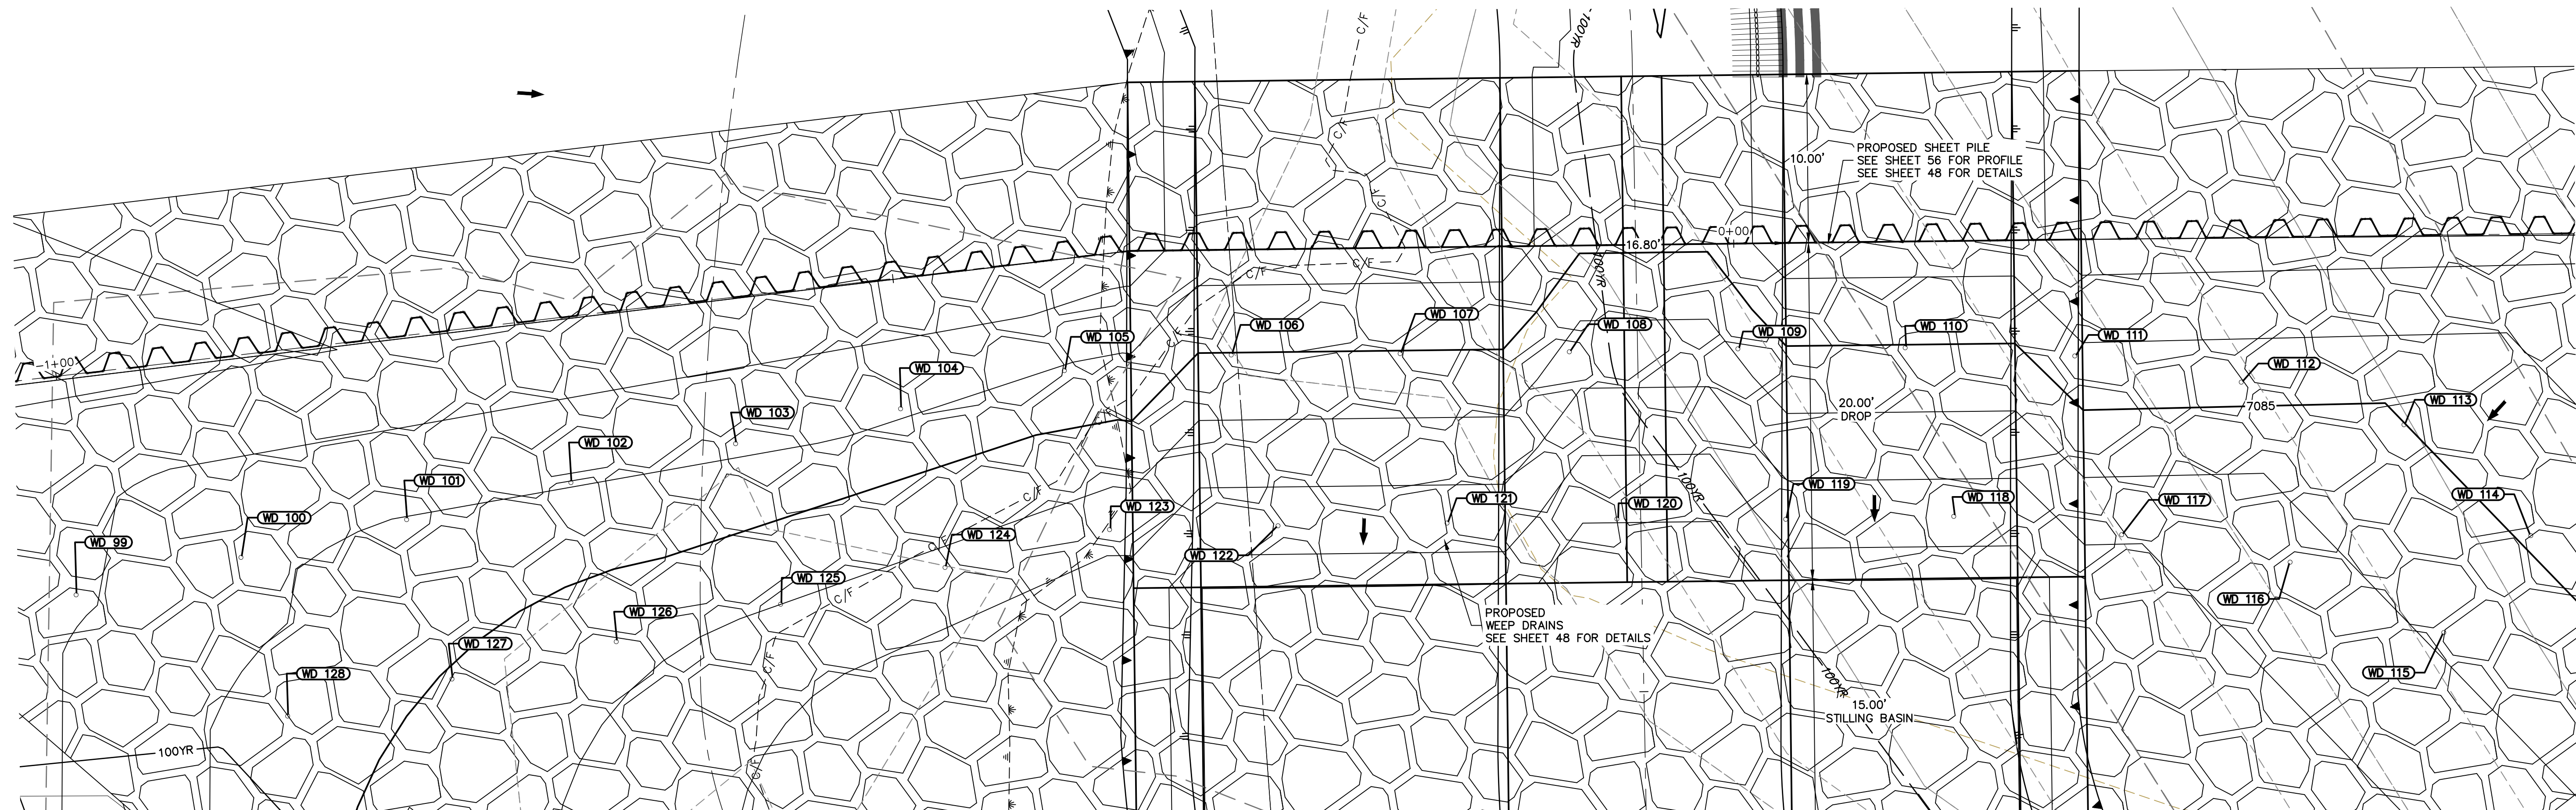 C/F
100YR
C/F
PROPOSED SHEET PILE
SEE SHEET 56 FOR PROFILE
SEE SHEET 48 FOR DETAILS
10.00'
C/F
0+00
16.80'
C/F
C/F
100YR
WD 107
WD 106
WD 108
WD 110
WD 109
WD 111
WD 105
C/F
-1+00
WD 104
WD 112
WD 113
20.00'
DROP
7085
WD 103
C/F
WD 102
WD 101
100YR
WD 119
C/F
WD 121
WD 118
WD 117
WD 114
WD 120
WD 123
WD 100
WD 124
WD 99
C/F
WD 122
WD 125
C/F
WD 116
WD 126
PROPOSED
WEEP DRAINS
SEE SHEET 48 FOR DETAILS
WD 127
C/F
WD 128
WD 115
100YR
15.00'
STILLING BASIN
100YR
C/F